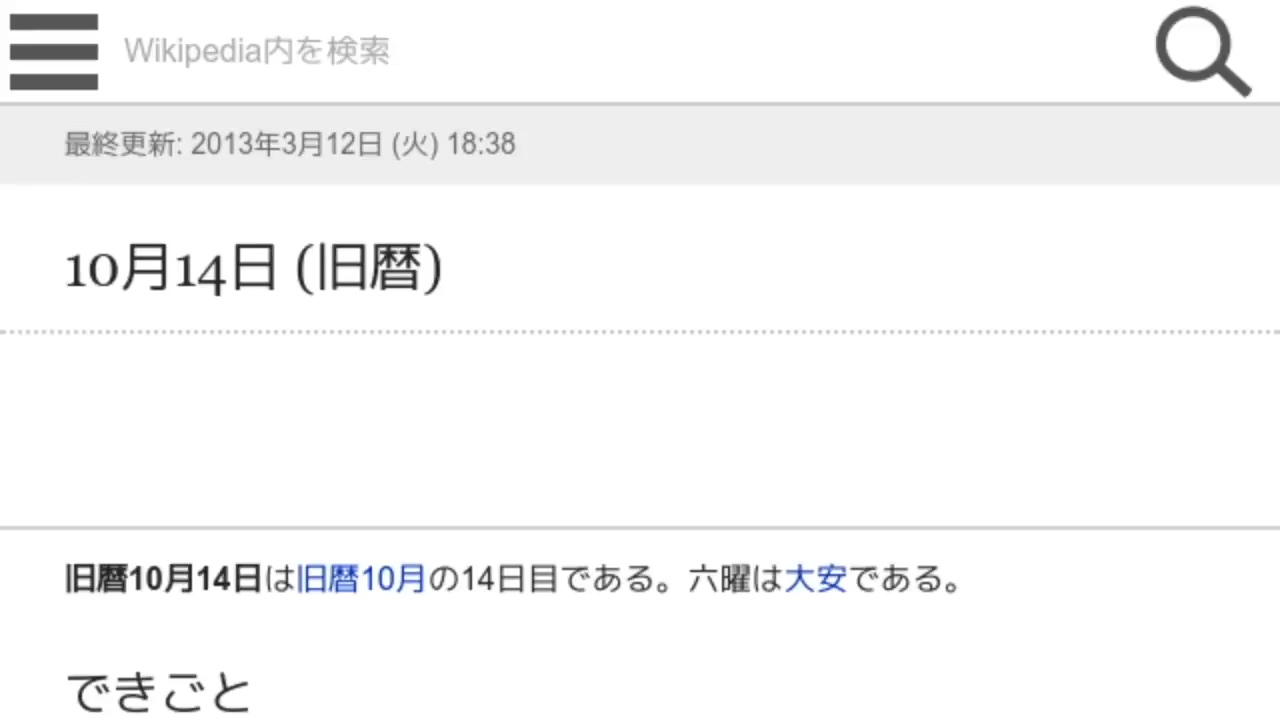 Wikipedia内を検索
最終更新: 2013年3月12日 (火) 18:38
10月14日 (旧暦)
旧暦10月14日は旧暦10月の14日目である。六曜は大安である。
できごと